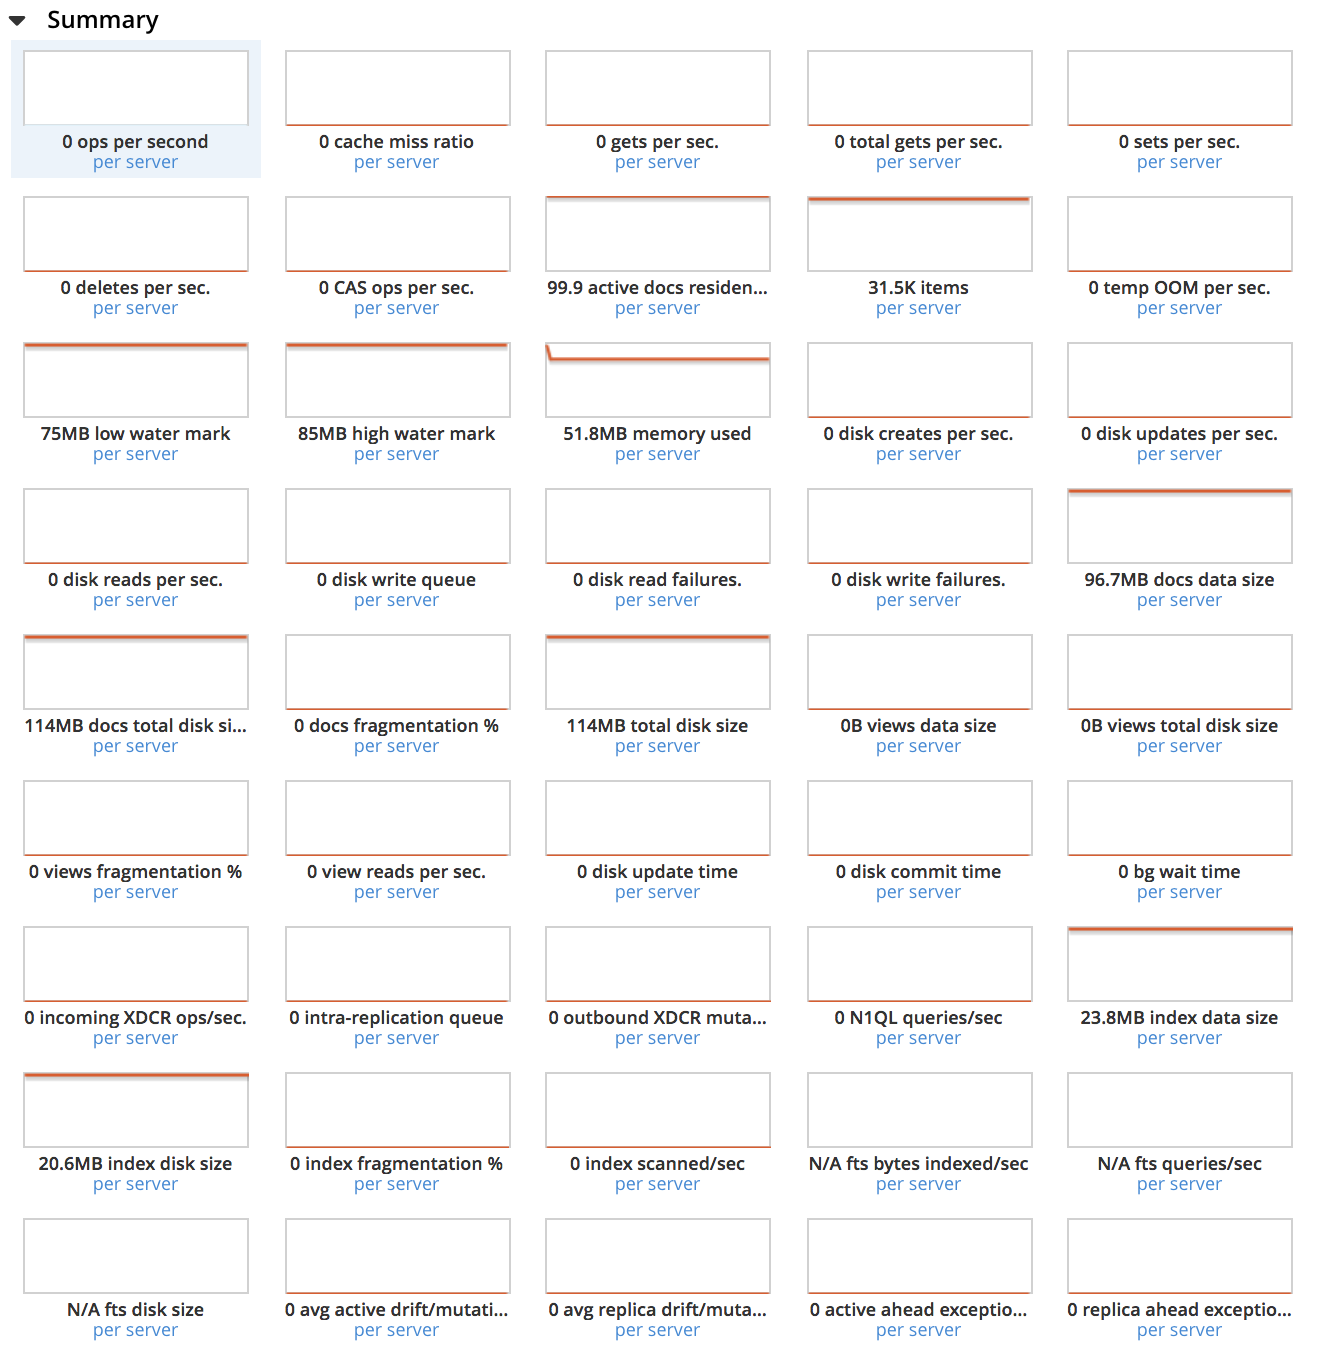 Summary
0 ops per second
per server
0 cache miss ratio
per server
0 gets per sec.
per server
0 total gets per sec.
per server
0 sets per sec.
per server
0 deletes per sec.
per server
0 CAS ops per sec.
per server
99.9 active docs residen...
per server
31.5K items
per server
0 temp OOM per sec.
per server
75MB low water mark
per server
85MB high water mark
per server
51.8MB memory used
per server
0 disk creates per sec.
per server
0 disk updates per sec.
per server
0 disk reads per sec.
per server
0 disk write queue
per server
0 disk read failures.
per server
0 disk write failures.
per server
96.7MB docs data size
per server
114MB docs total disk si...
per server
0 docs fragmentation %
per server
114MB total disk size
per server
0B views data size
per server
0B views total disk size
per server
0 views fragmentation %
per server
0 view reads per sec.
per server
0 disk update time
per server
0 disk commit time
per server
0 bg wait time
per server
0 incoming XDCR ops/sec.
per server
0 intra-replication queue
per server
0 outbound XDCR muta...
per server
0 N1QL queries/sec
per server
23.8MB index data size
per server
20.6MB index disk size
per server
0 index fragmentation %
per server
0 index scanned/sec
per server
N/A fts bytes indexed/sec
per server
N/A fts queries/sec
per server
N/A fts disk size
per server
0 avg active drift/mutati...
per server
0 avg replica drift/muta...
per server
0 active ahead exceptio...
per server
0 replica ahead exceptio...
per server